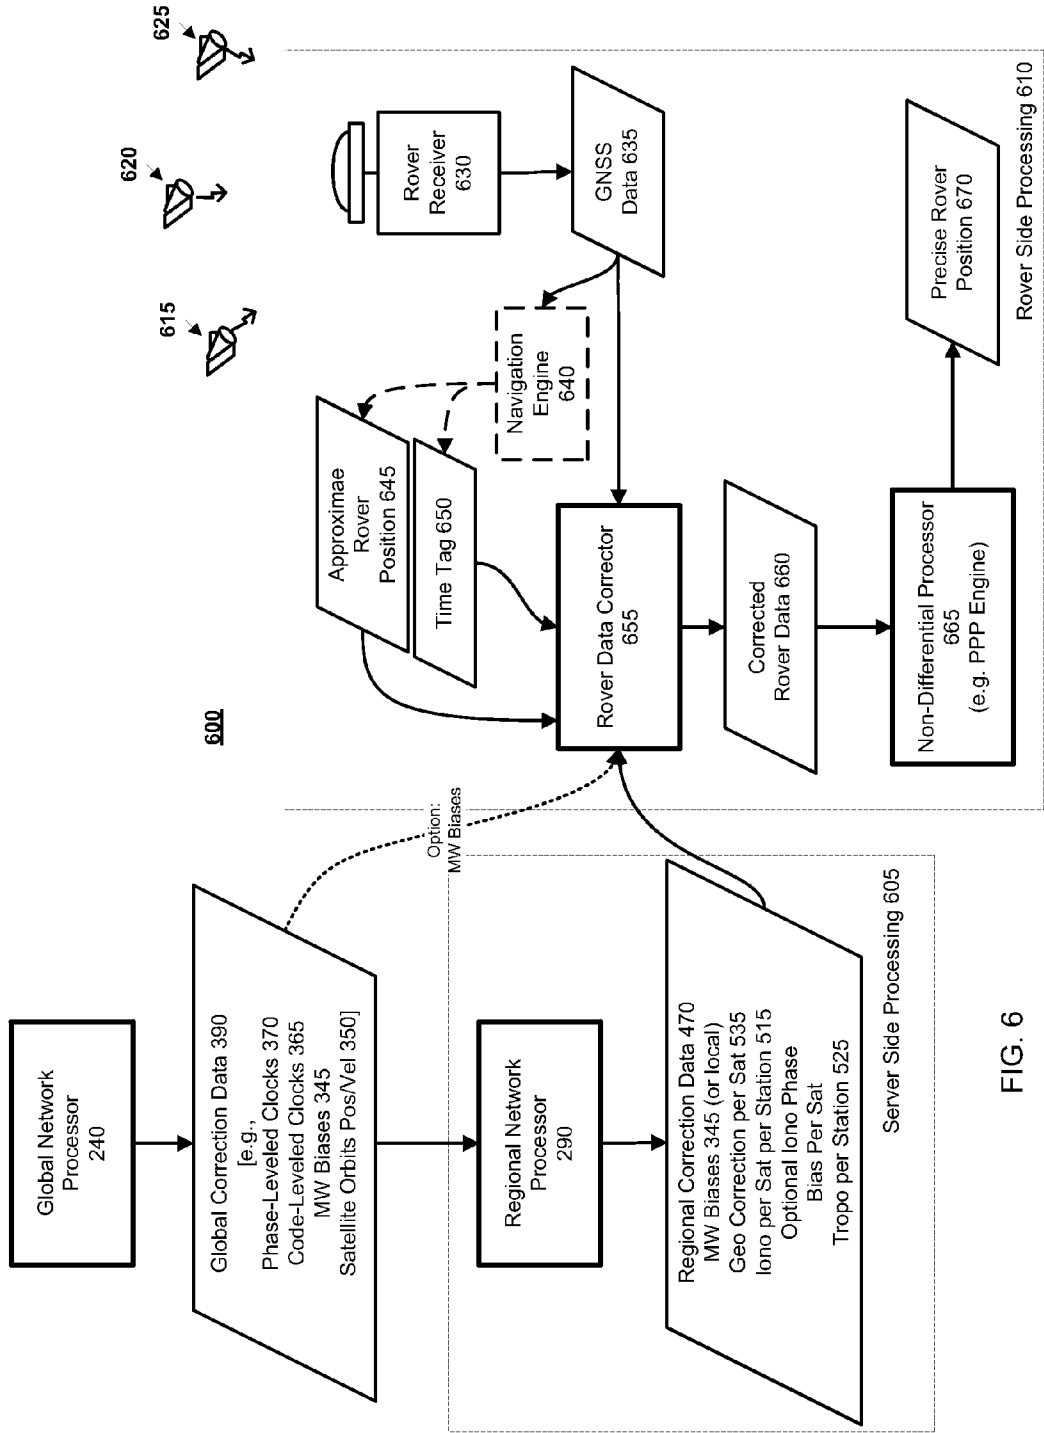 600
Global Network
Processor
240
Global Correction Data 390
[e.g.,
Phase-Leveled Clocks 370
Code-Leveled Clocks 365
MW Biases 345
Satellite Orbits Pos/Vel 350]
Option:
MW Biases
Regional Network
Processor
290
Regional Correction Data 470
MW Biases 345 (or local)
Geo Correction per Sat 535
Iono per Sat per Station 515
Optional Iono Phase
Bias Per Sat
Tropo per Station 525
Server Side Processing 605
615
620
625
Rover
Receiver
630
GNSS
Data 635
Navigation
Engine
640
Approximae
Rover
Position 645
Time Tag 650
Rover Data Corrector
655
Corrected
Rover Data 660
Non-Differential Processor
665
(e.g. PPP Engine)
Precise Rover
Position 670
Rover Side Processing 610
FIG. 6